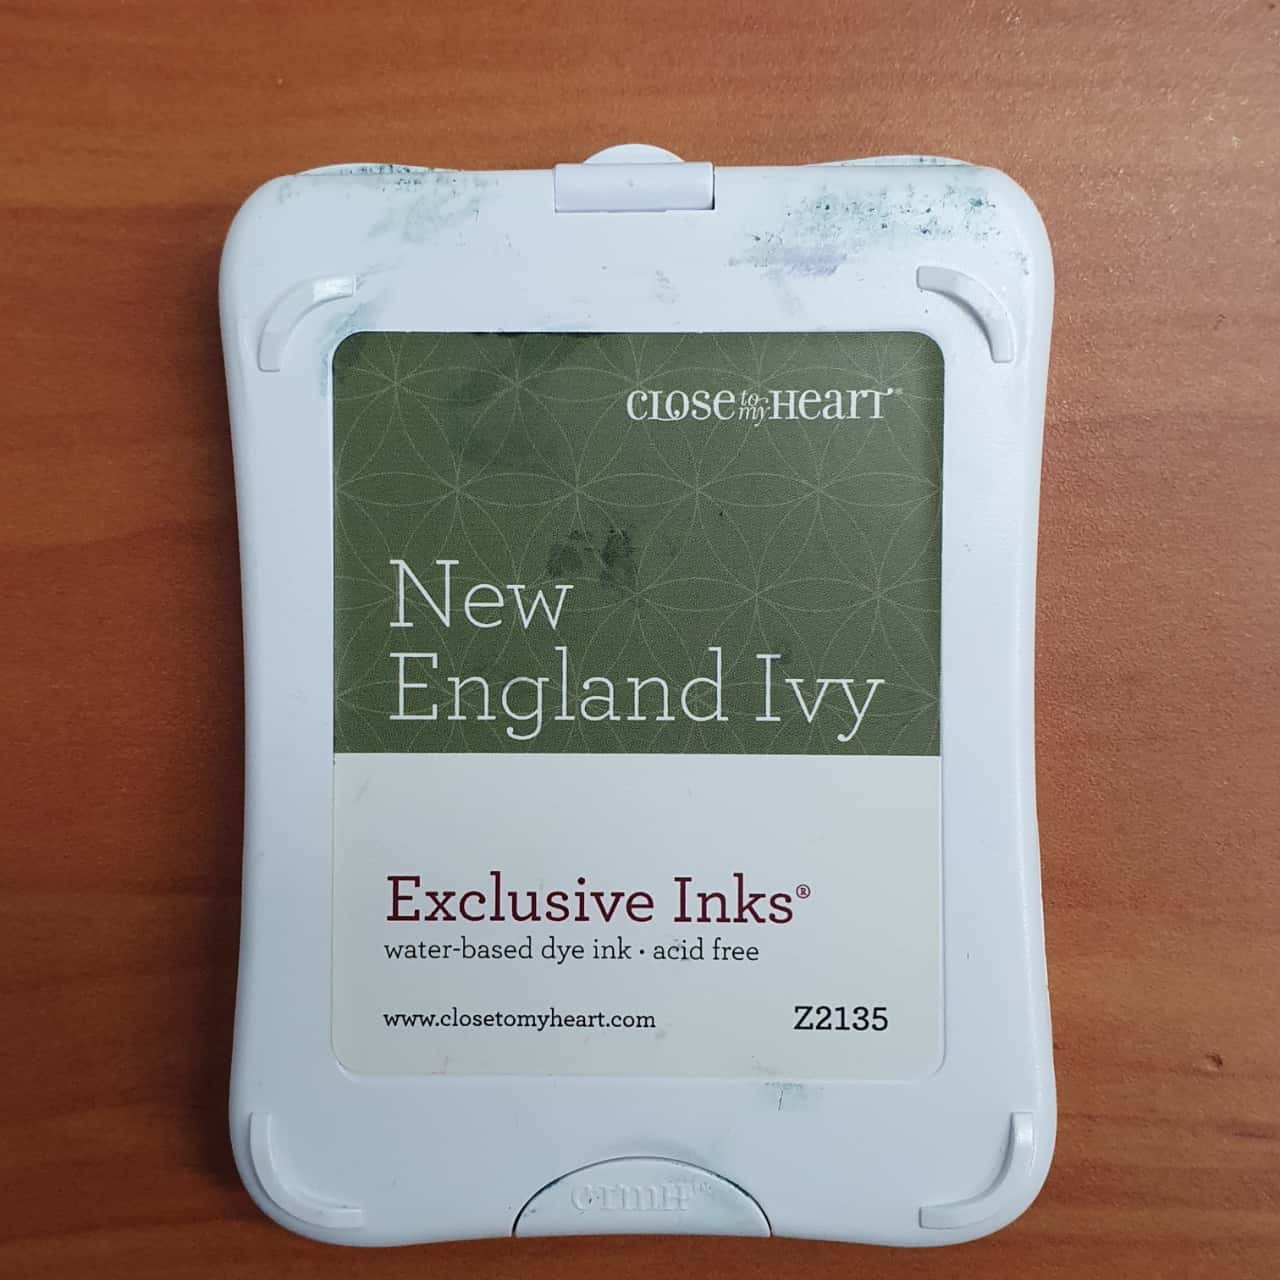 CLOSE to my HEART®
New
England Ivy
Exclusive Inks®
water-based dye ink • acid free
www.closetomyheart.com Z2135
CTMH™